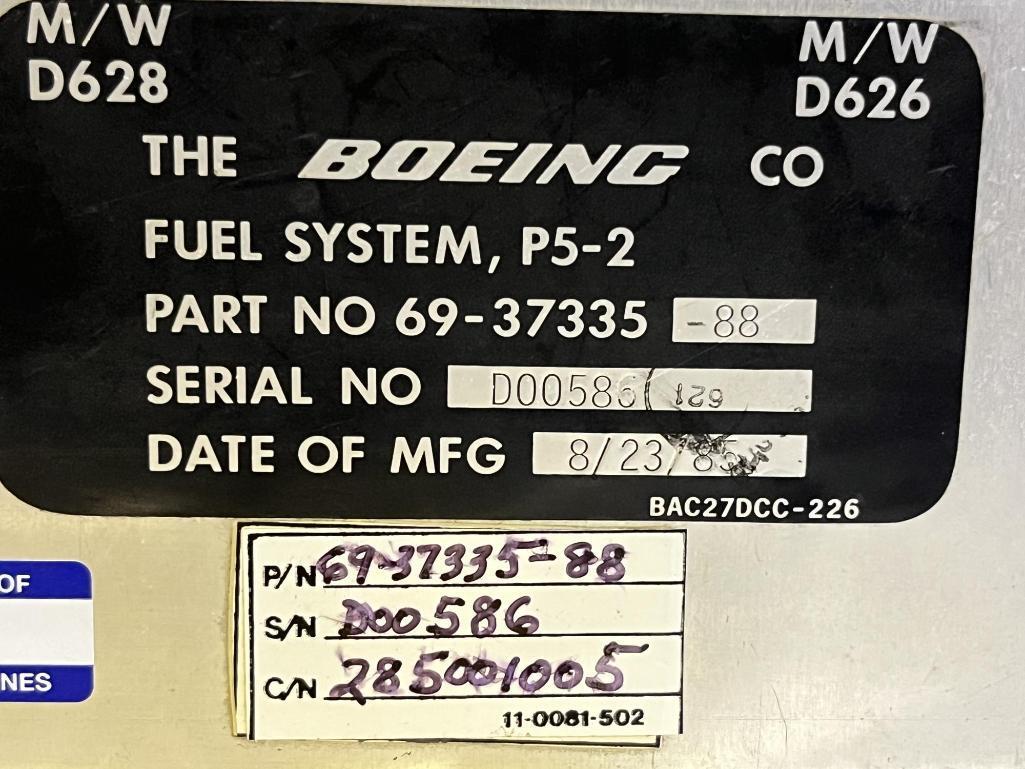 M/W
D628
M/W
D626
THE BOEING CO
FUEL SYSTEM, P5-2
PART NO 69-37335 -88
SERIAL NO D00586 129
DATE OF MFG 8/23/85
BAC27DCC-226
OF
NES
P/N 69-37335-88
S/N D00586
C/N 285001005
11-0081-502